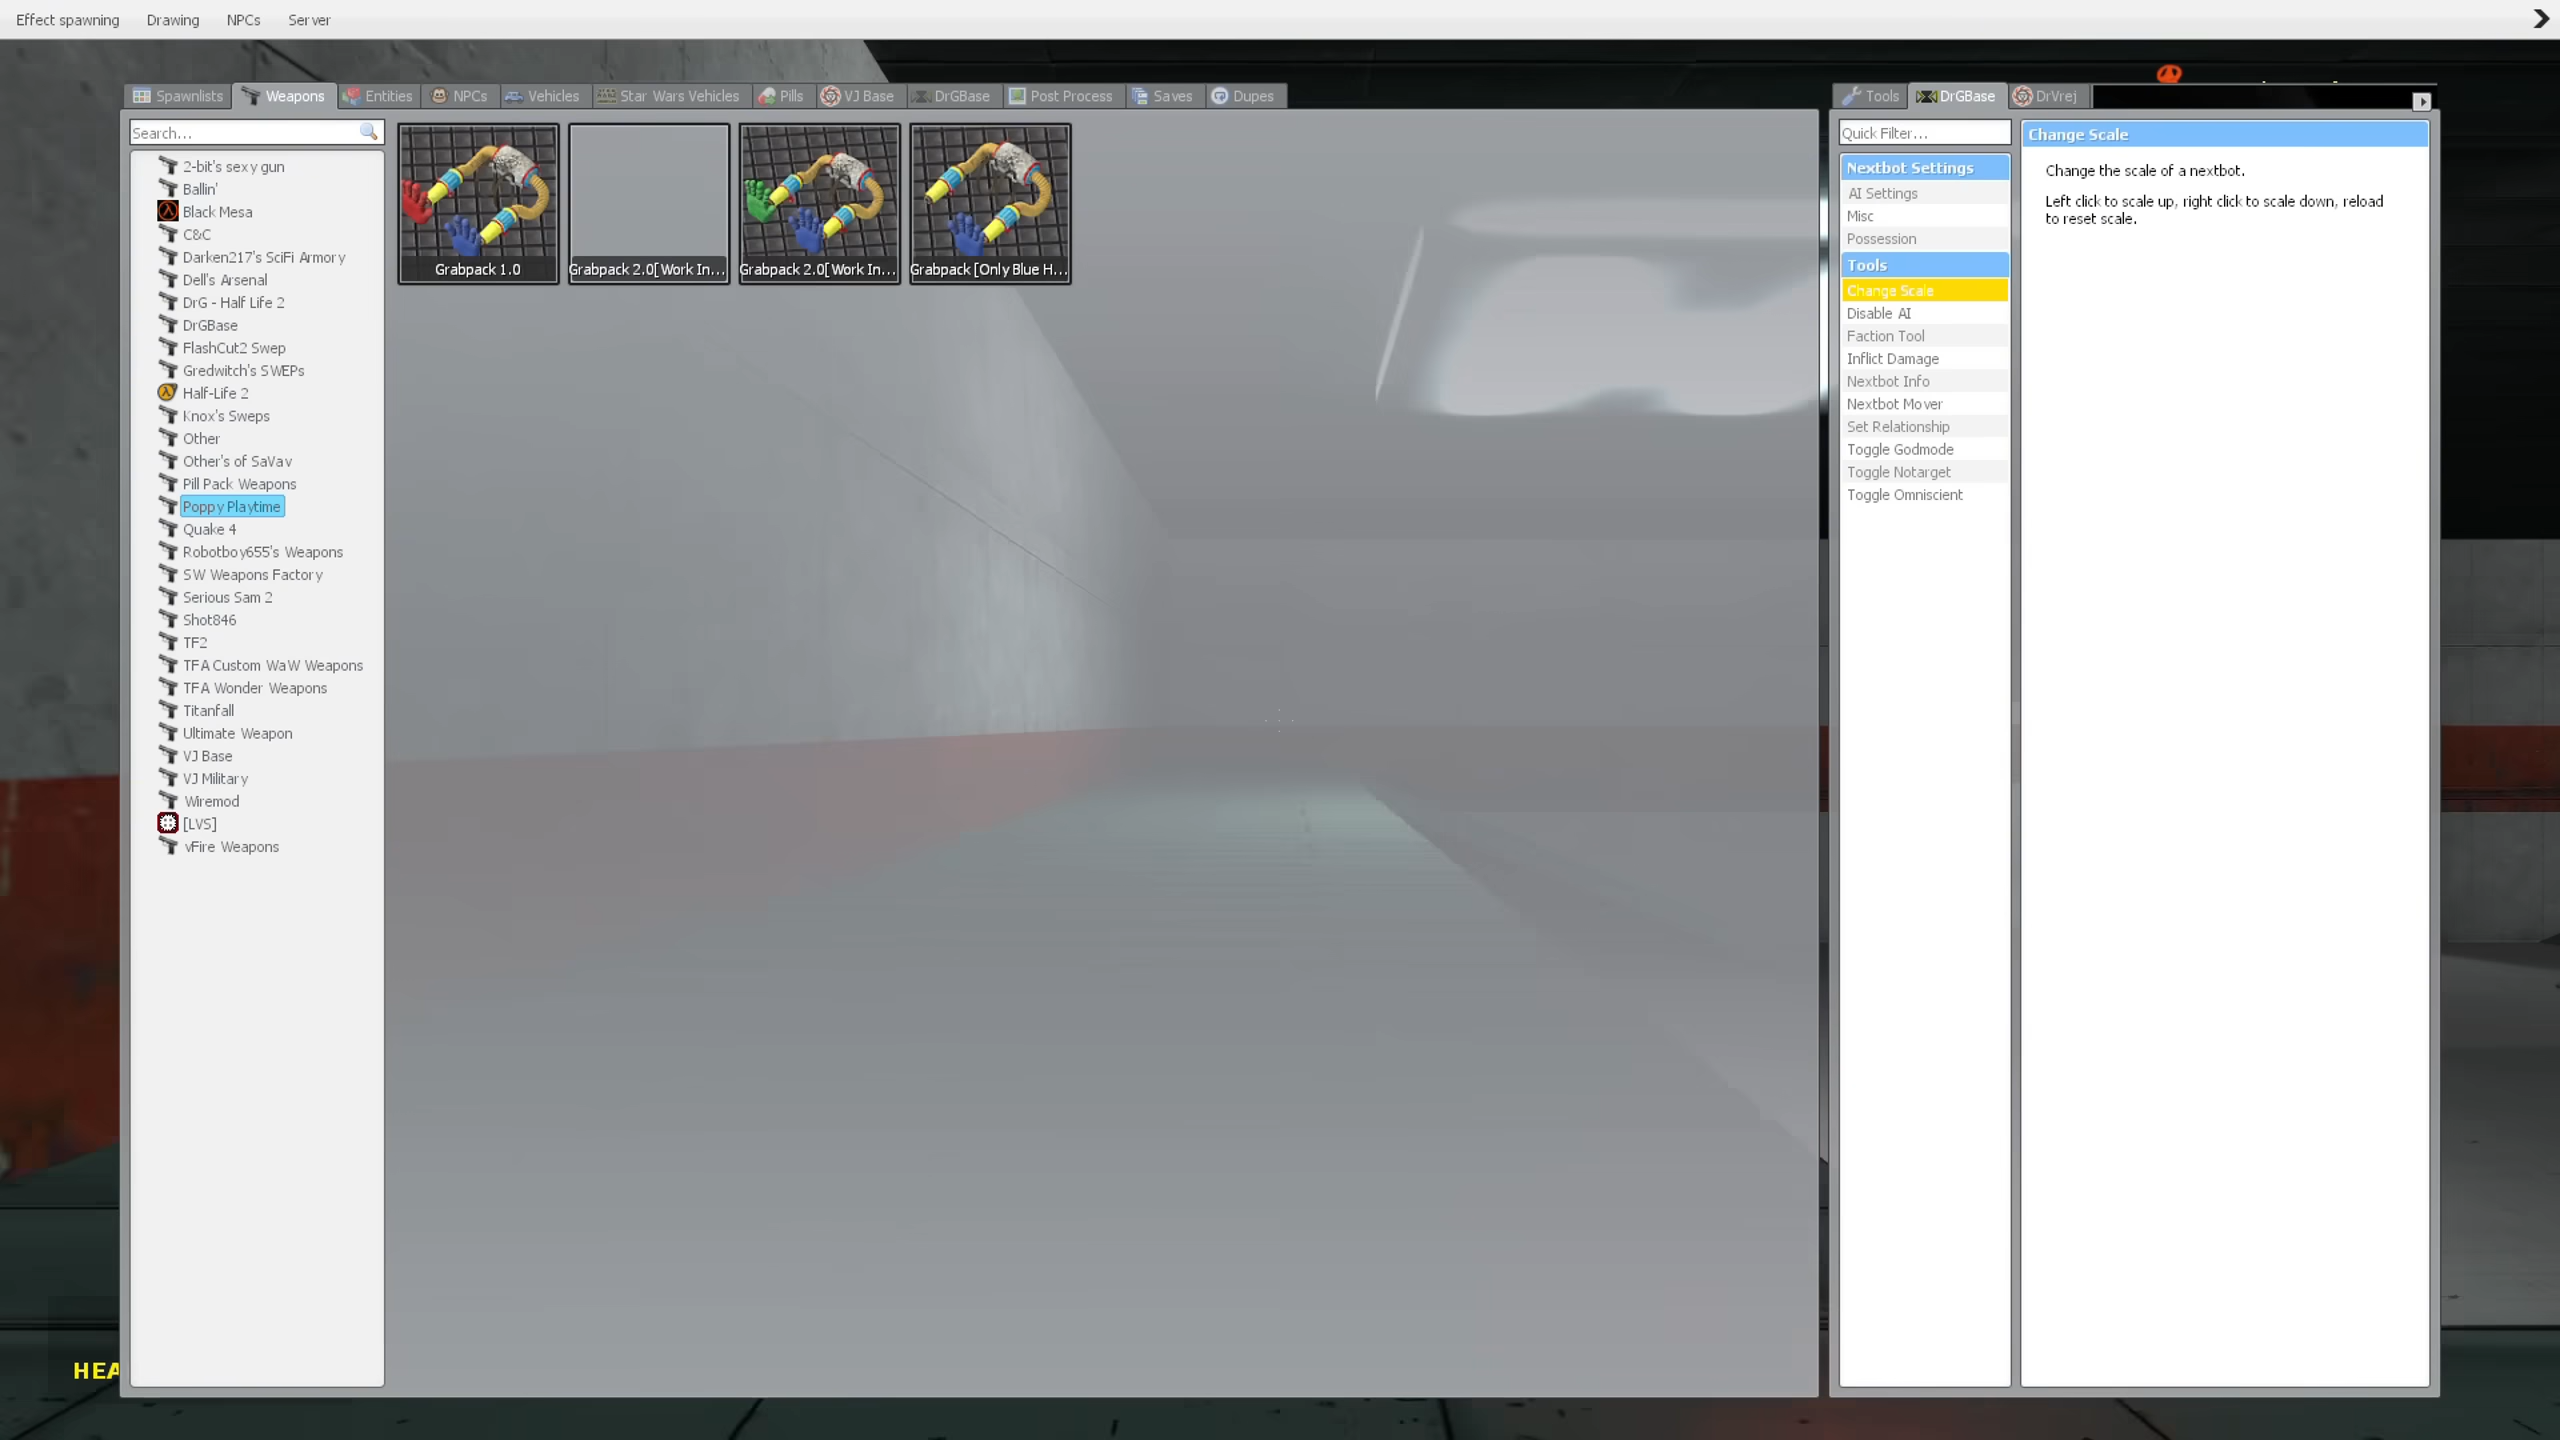 Effect spawning Drawing NPCs Server
Spawnlists Weapons Entities NPCs Vehicles Star Wars Vehicles Pills VJ Base DrGBase Post Process Saves Dupes
Search...
2-bit's sexy gun
Ballin'
Black Mesa
C&C
Darken217's SciFi Armory
Dell's Arsenal
DrG - Half Life 2
DrGBase
FlashCut2 Swep
Gredwitch's SWEPs
Half-Life 2
Knox's Sweps
Other
Other's of SaVav
Pill Pack Weapons
Poppy Playtime
Quake 4
Robotboy655's Weapons
SW Weapons Factory
Serious Sam 2
Shot846
TF2
TFA Custom WaW Weapons
TFA Wonder Weapons
Titanfall
Ultimate Weapon
VJ Base
VJ Military
Wiremod
[LVS]
vFire Weapons
Grabpack 1.0
Grabpack 2.0[Work In...
Grabpack 2.0[Work In...
Grabpack [Only Blue H...
Tools DrGBase DrVrej
Quick Filter...
Nextbot Settings
AI Settings
Misc
Possession
Tools
Change Scale
Disable AI
Faction Tool
Inflict Damage
Nextbot Info
Nextbot Mover
Set Relationship
Toggle Godmode
Toggle Notarget
Toggle Omniscient
Change Scale
Change the scale of a nextbot.
Left click to scale up, right click to scale down, reload
to reset scale.
HEA